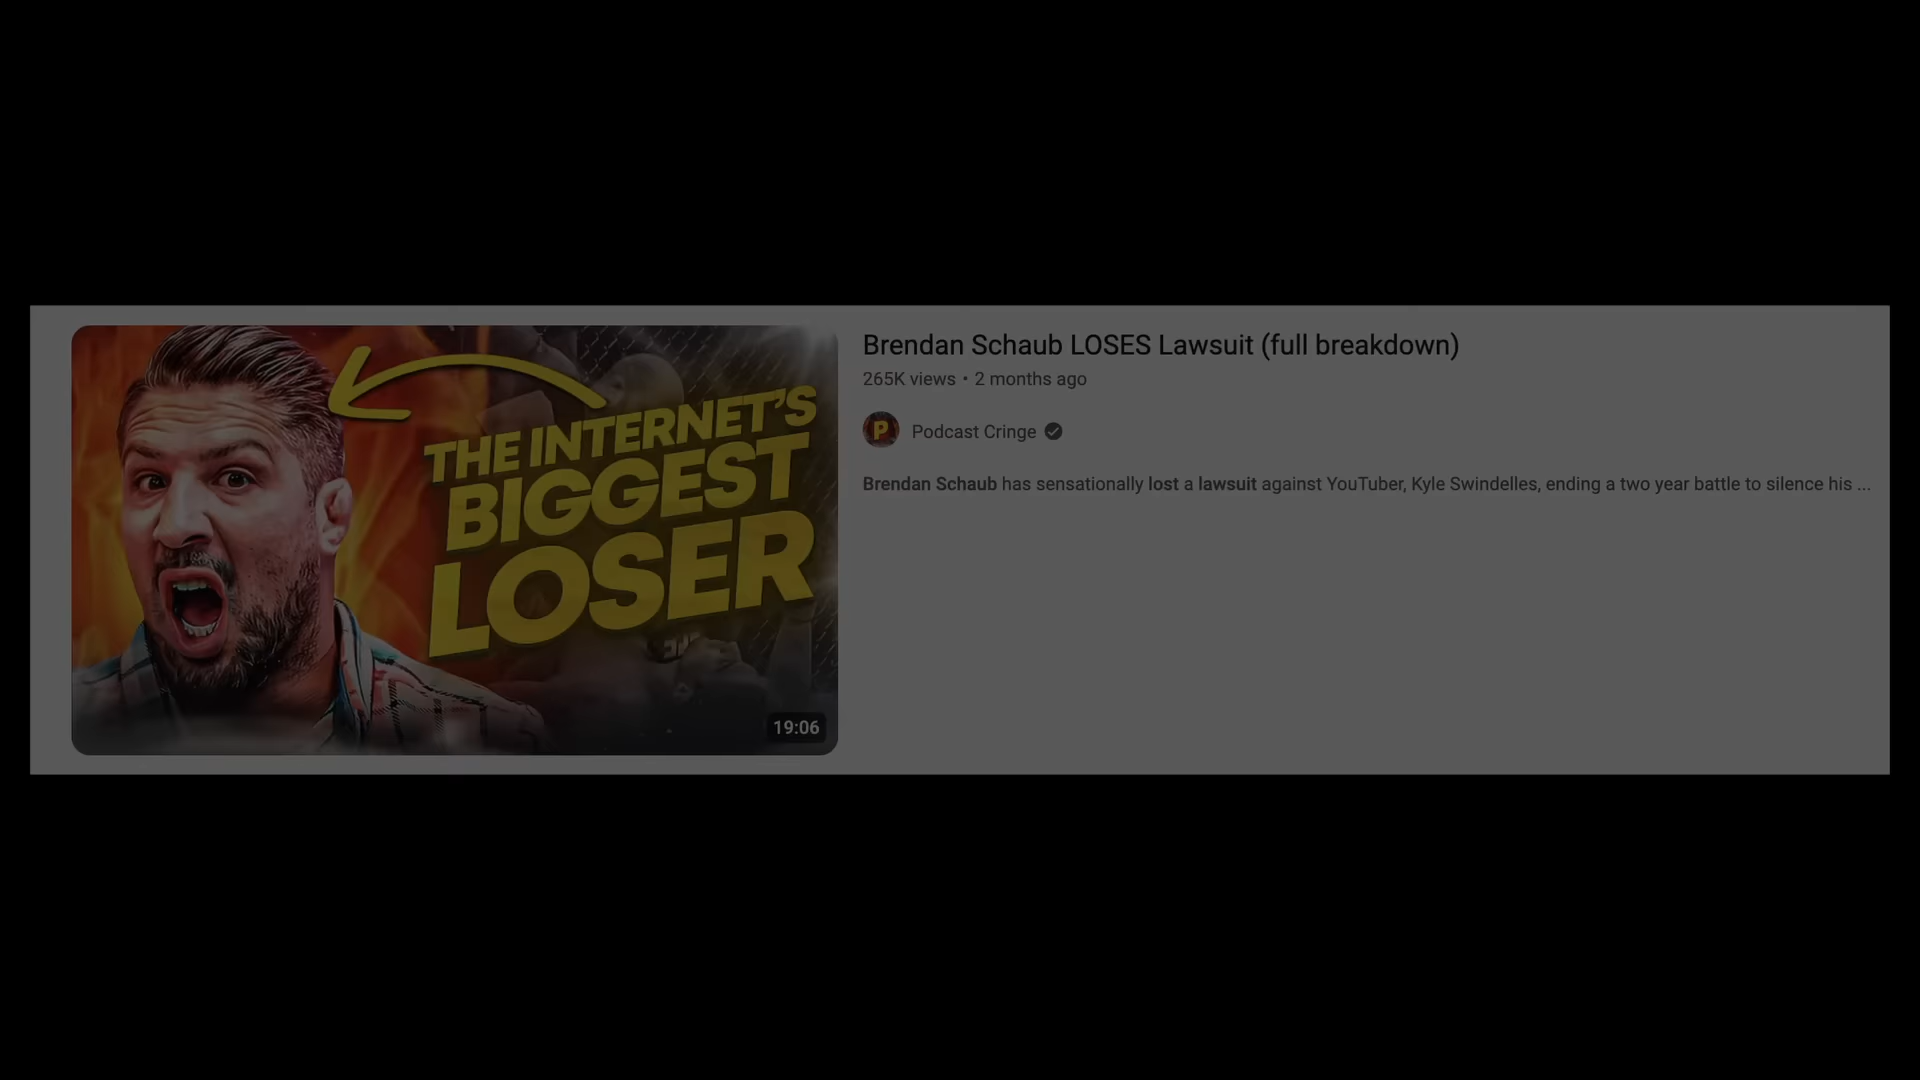 THE INTERNET'S
BIGGEST
LOSER
19:06
Brendan Schaub LOSES Lawsuit (full breakdown)
265K views • 2 months ago
P
Podcast Cringe
Brendan Schaub has sensationally lost a lawsuit against YouTuber, Kyle Swindelles, ending a two year battle to silence his ...